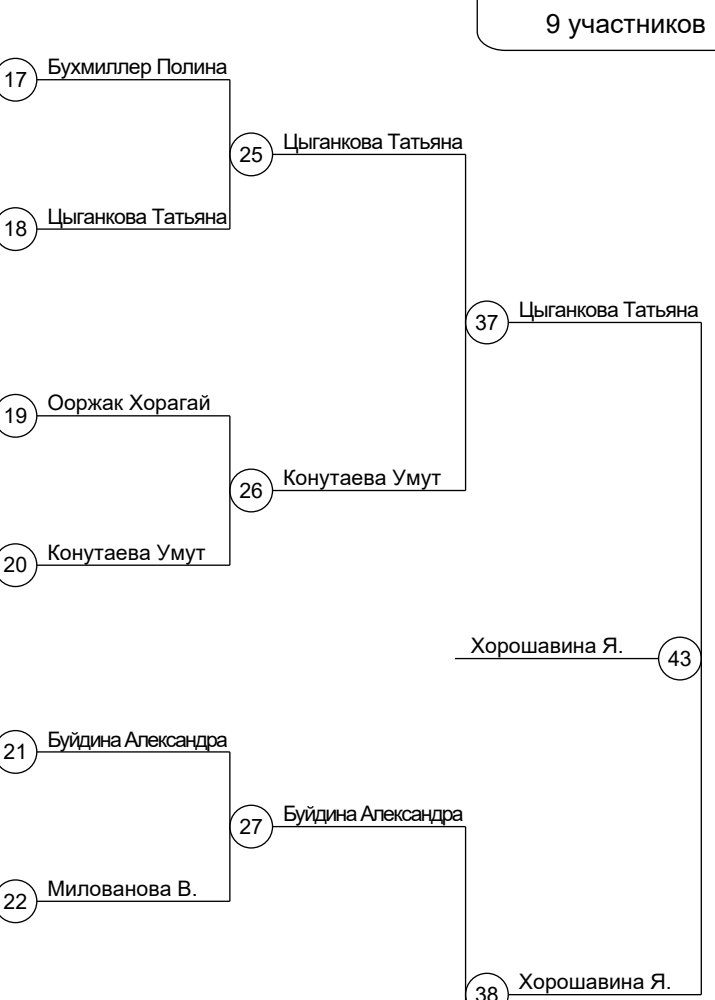 9 участников
17 Бухмиллер Полина
25 Цыганкова Татьяна
18 Цыганкова Татьяна
37 Цыганкова Татьяна
19 Ооржак Хорагай
26 Конутаева Умут
20 Конутаева Умут
Хорошавина Я. 43
21 Буйдина Александра
27 Буйдина Александра
22 Милованова В.
38 Хорошавина Я.